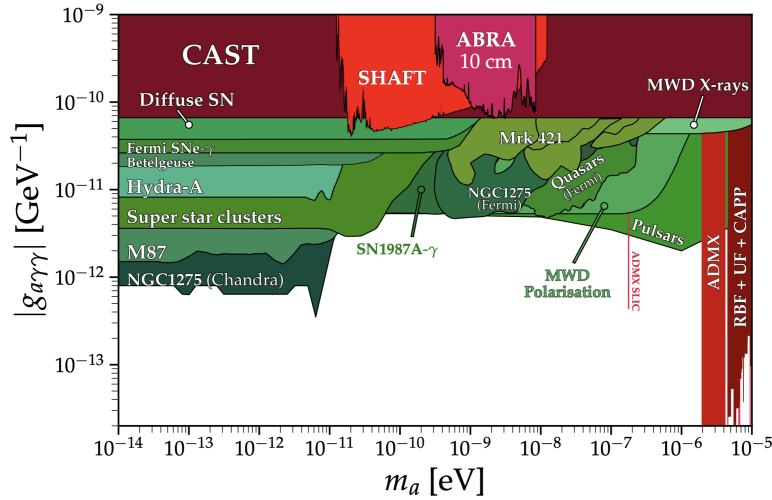 10⁻⁹
10⁻¹⁰
10⁻¹¹
10⁻¹²
10⁻¹³
|gₐᵧᵧ| [GeV⁻¹]
CAST
SHAFT
ABRA
10 cm
Diffuse SN
MWD X-rays
Fermi SNe-γ
Betelgeuse
Mrk 421
Hydra-A
NGC1275
(Fermi)
Quasars
(Fermi)
Super star clusters
SN1987A-γ
MWD
Polarisation
Pulsars
M87
NGC1275 (Chandra)
ADMX SLIC
ADMX
RBF + UF + CAPP
10⁻¹⁴ 10⁻¹³ 10⁻¹² 10⁻¹¹ 10⁻¹⁰ 10⁻⁹ 10⁻⁸ 10⁻⁷ 10⁻⁶ 10⁻⁵
mₐ [eV]